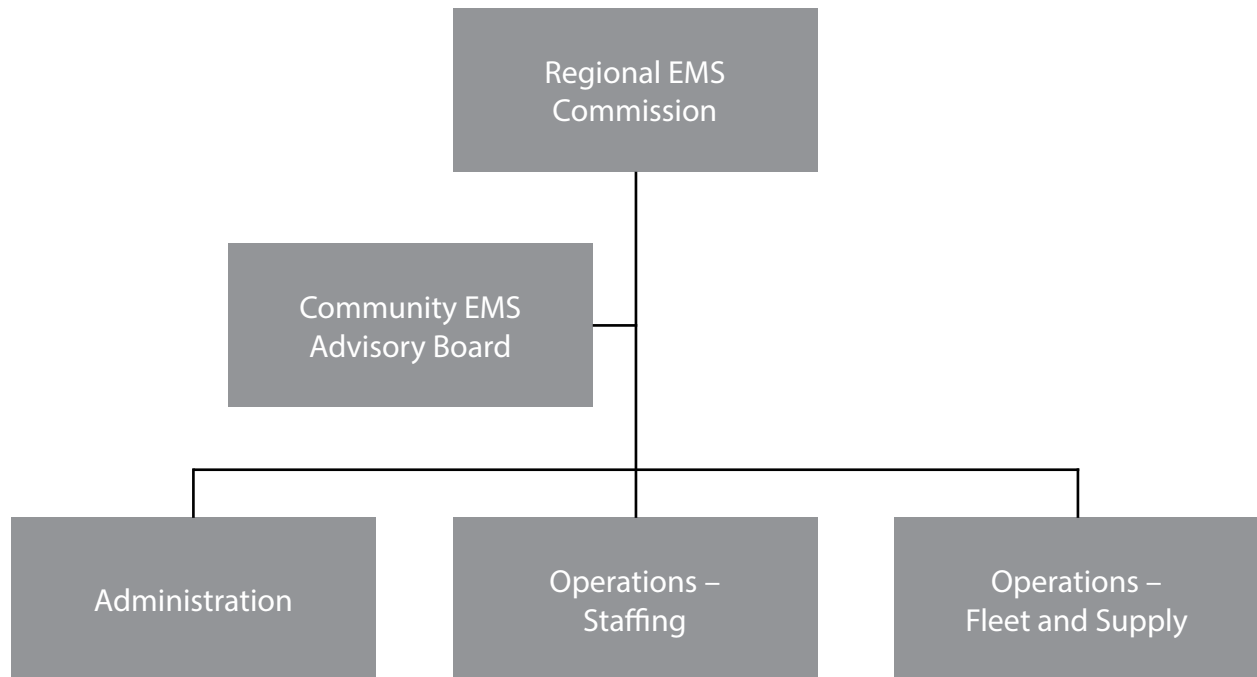 Regional EMS
Commission
Community EMS
Advisory Board
Administration
Operations –
Staffing
Operations –
Fleet and Supply